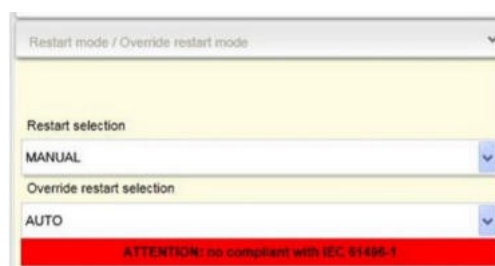 Restart mode / Override restart mode
Restart selection
MANUAL
Override restart selection
AUTO
ATTENTION: no compliant with IEC 61496-1